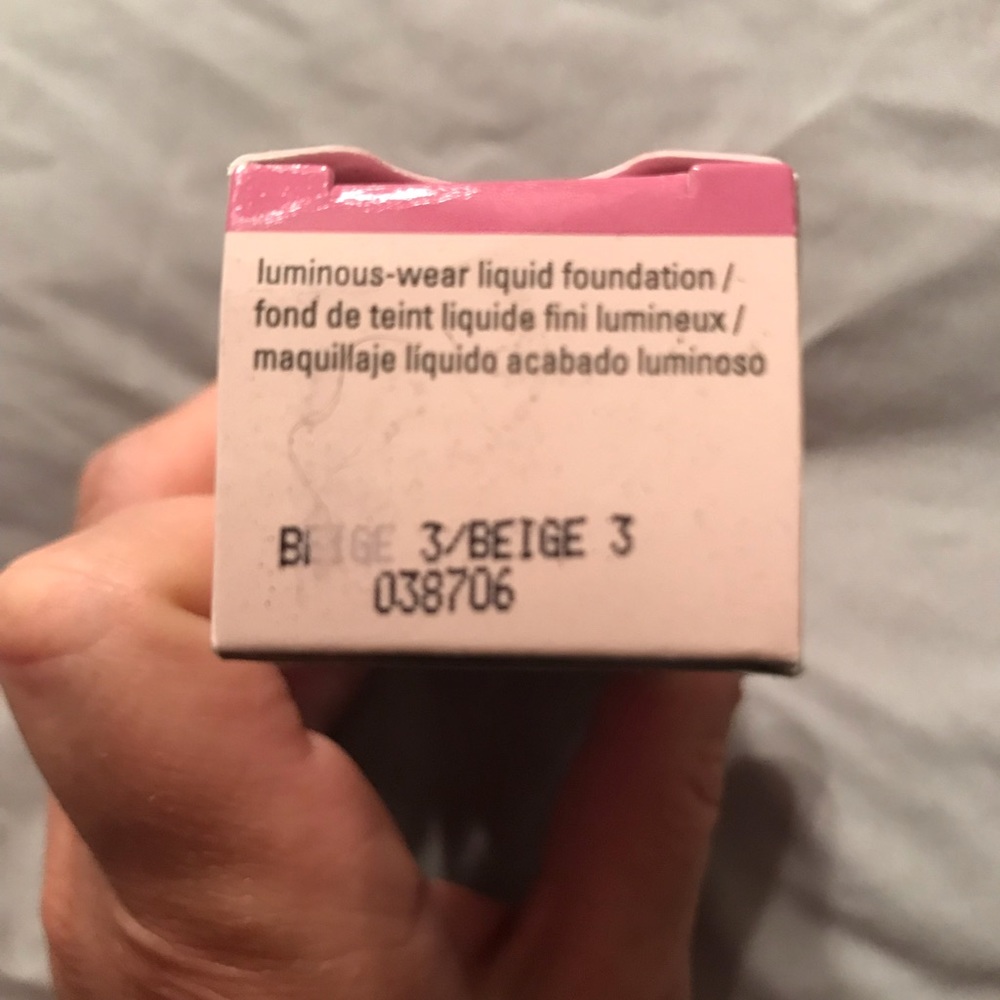 luminous-wear liquid foundation /
fond de teint liquide fini lumineux /
maquillaje líquido acabado luminoso
BEIGE 3/BEIGE 3
038706